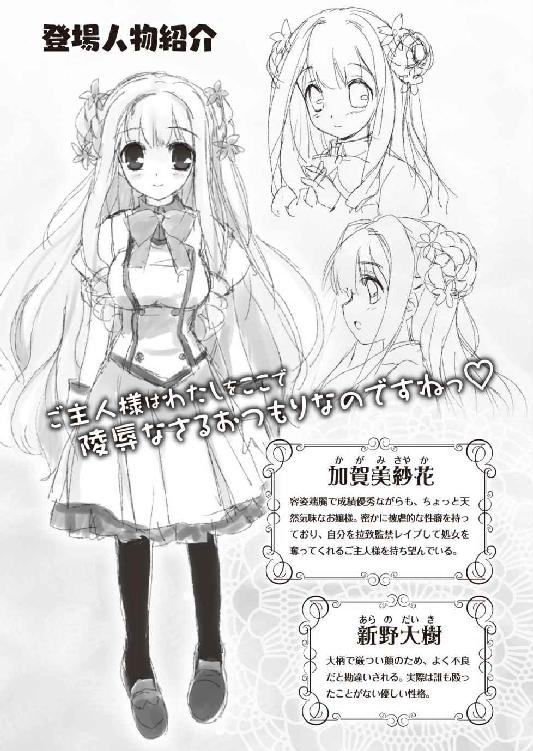 登場人物紹介
ご主人様はわたしをここで
陵辱なさるおつもりなのですねっ♡
かがみさやか
加賀美紗花
容姿端麗で成績優秀ながらも、ちょっと天
然気味なお嬢様。密かに被虐的な性癖を持っ
ており、自分を拉致監禁レイプして処女を
奪ってくれるご主人様を待ち望んでいる。
あらのだいき
新野大樹
大柄で厳つい顔のため、よく不良
だと勘違いされる。実際は誰も殴っ
たことがない優しい性格。